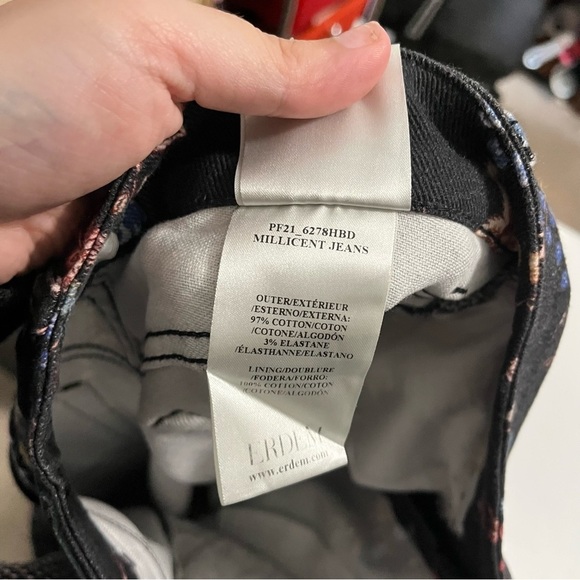 PF21_6278HBD
MILLICENT JEANS
OUTER/EXTÉRIEUR
/ESTERNO/EXTERNA:
97% COTTON/COTON
/COTONE/ALGODÓN
3% ELASTANE
/ÉLASTHANNE/ELASTANO
LINING/DOUBLURE
/FODERA/FORRO:
100% COTTON/COTON
/COTONE/ALGODÓN
ERDEM
www.erdem.com